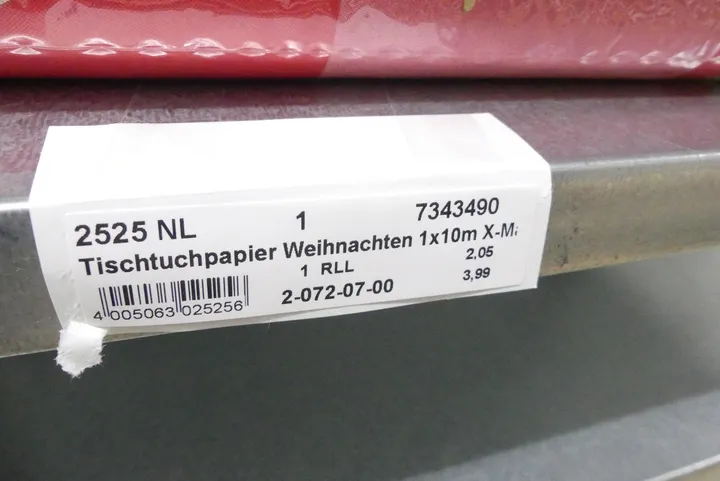 2525 NL 1 7343490
Tischtuchpapier Weihnachten 1x10m X-Ma
1 RLL 2,05
3,99
4 005063 025256 2-072-07-00